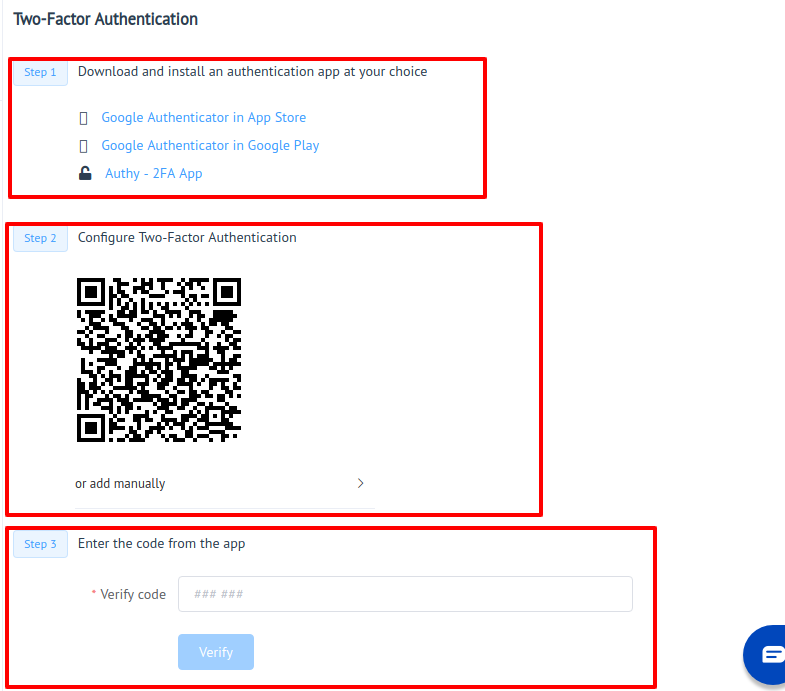 Two-Factor Authentication
Step 1 Download and install an authentication app at your choice
Google Authenticator in App Store
Google Authenticator in Google Play
Authy - 2FA App
Step 2 Configure Two-Factor Authentication
or add manually
Step 3 Enter the code from the app
* Verify code ### ###
Verify